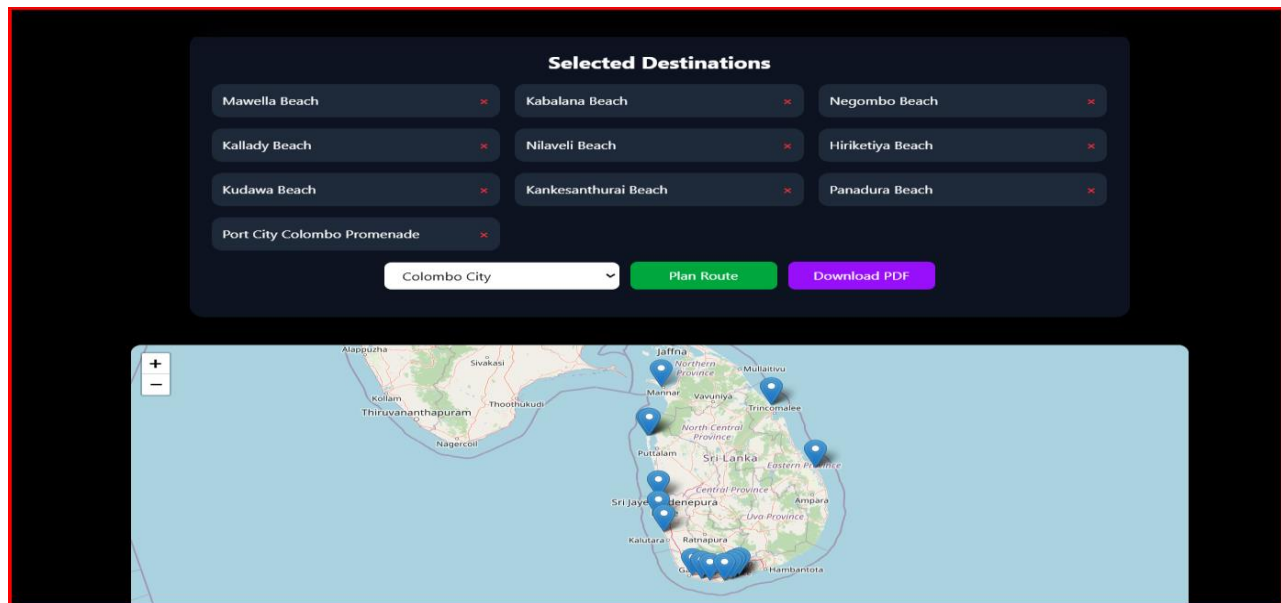 Selected Destinations
Mawella Beach ×
Kabalana Beach ×
Negombo Beach ×
Kallady Beach ×
Nilaveli Beach ×
Hiriketiya Beach ×
Kudawa Beach ×
Kankesanthurai Beach ×
Panadura Beach ×
Port City Colombo Promenade ×
Colombo City
Plan Route
Download PDF
+
−
Alappuzha
Sivakasi
Jaffna
Northern
Province
Mullaitivu
Kollam
Thoothukudi
Mannar
Vavuniya
Thiruvananthapuram
Trincomalee
Nagercoil
North Central
Province
Puttalam
Sri Lanka
Eastern
Central Province
Ampara
Sri Jaye
denepura
Uva Province
Kalutara
Ratnapura
Hambantota